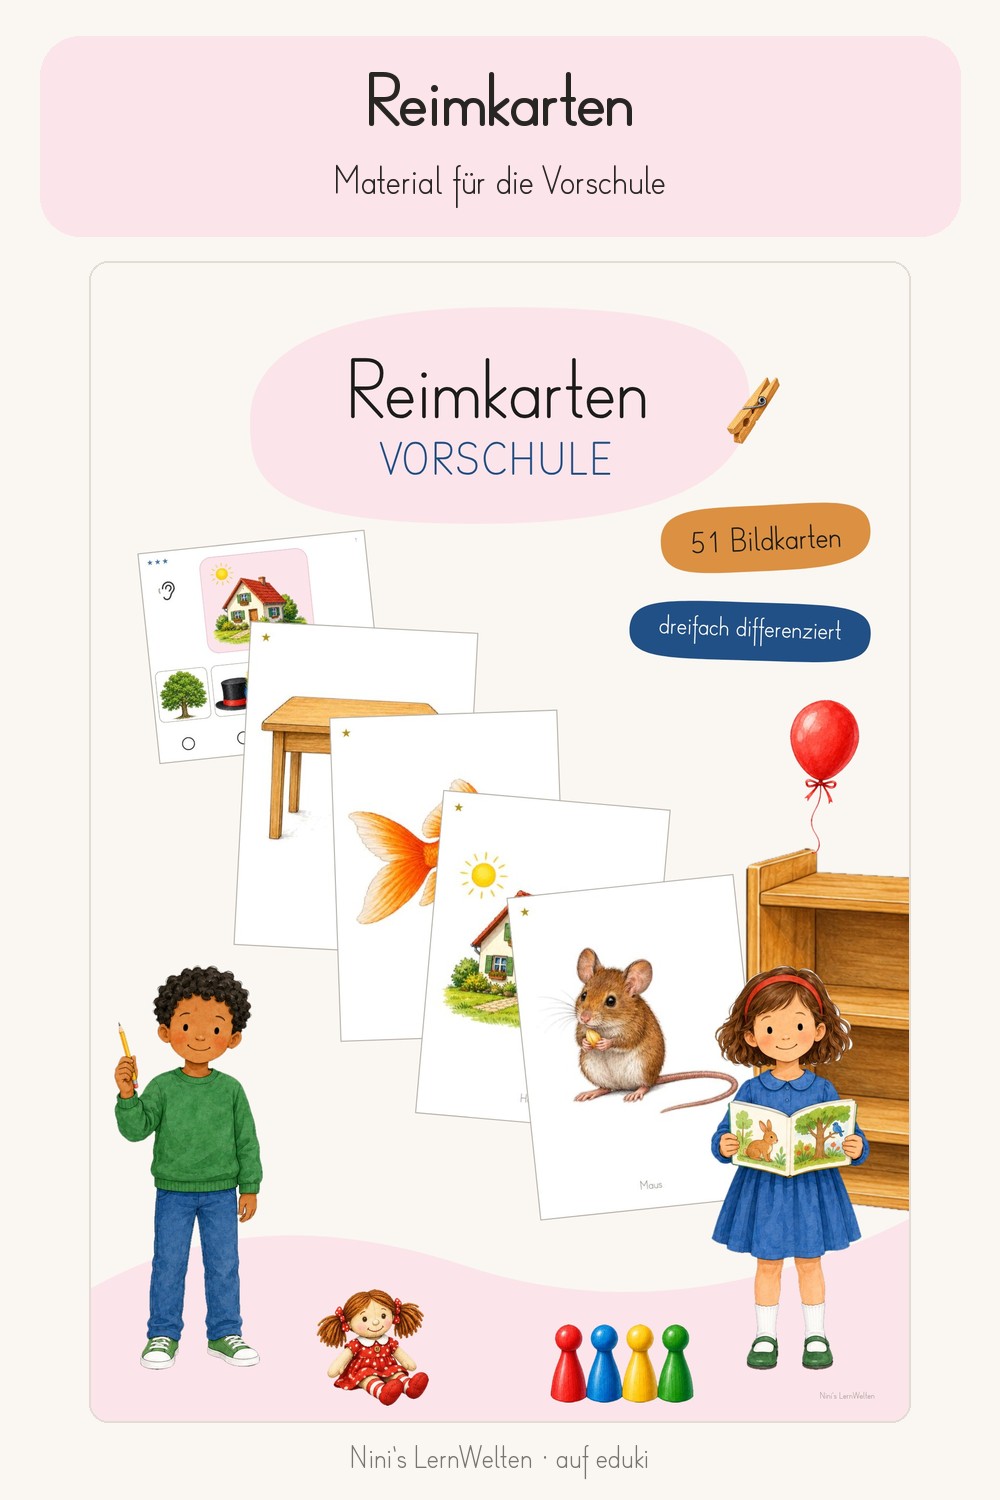 Reimkarten
Material für die Vorschule
Reimkarten
VORSCHULE
51 Bildkarten
dreifach differenziert
H
Maus
Nini's LernWelten
Nini's LernWelten · auf eduki